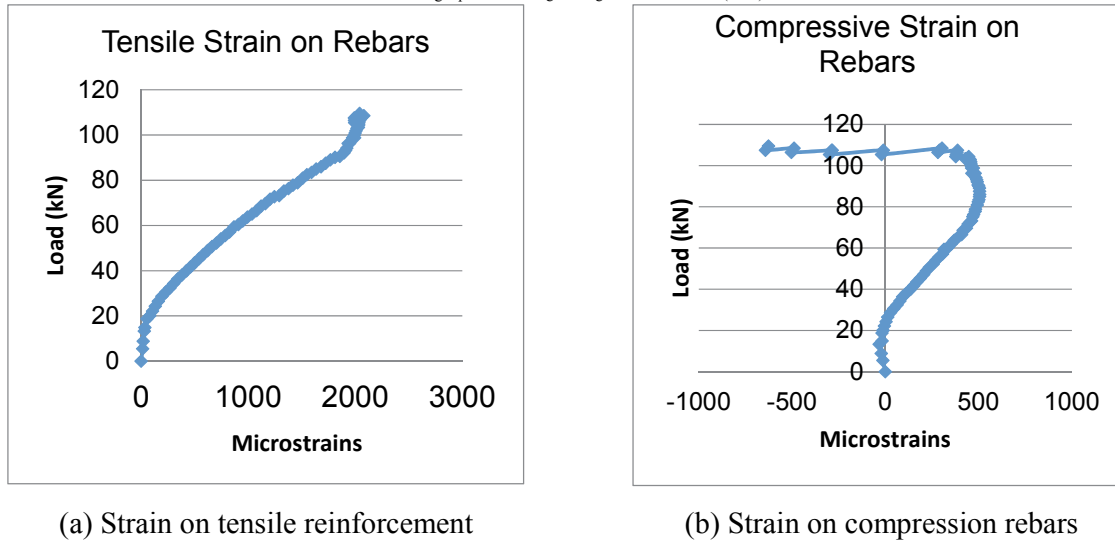 Tensile Strain on Rebars
120
100
80
60
40
20
0
Load (kN)
0 1000 2000 3000
Microstrains
Compressive Strain on
Rebars
120
100
80
60
40
20
0
Load (kN)
-1000 -500 0 500 1000
Microstrains
(a) Strain on tensile reinforcement
(b) Strain on compression rebars